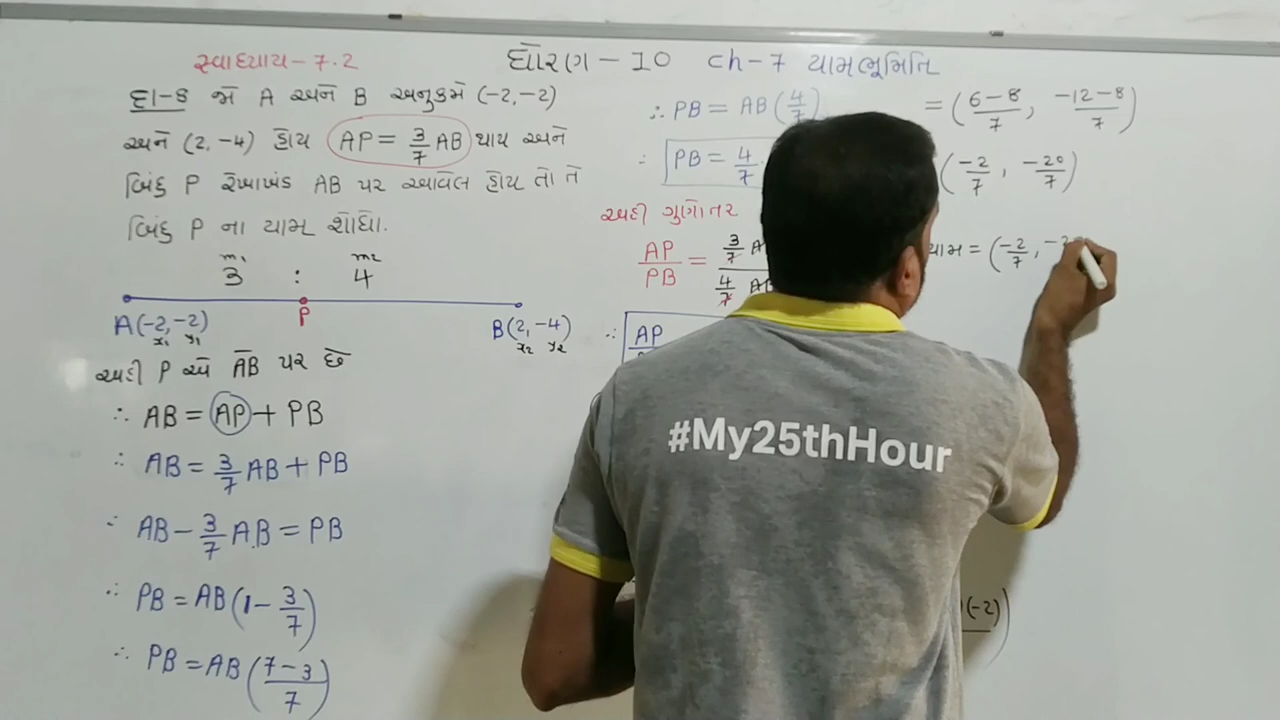 સ્વાધ્યાય - 7.2
ધોરણ - 10 ch-7 યામભૂમિતિ
દા-8 જો A અને B અનુક્રમે (-2,-2)
અને (2,-4) હોય AP = 3/7 AB થાય અને
બિંદુ P રેખાખંડ AB પર આવેલ હોય તો તે
બિંદુ P ના યામ શોધો.
m₁ m₂
3 : 4
A(-2,-2) P B(2,-4)
x₁ y₁ x₂ y₂
અહી P એ AB પર છે
∴ AB = AP + PB
∴ AB = 3/7 AB + PB
∴ AB - 3/7 AB = PB
∴ PB = AB(1 - 3/7)
∴ PB = AB(7-3/7)
∴ PB = AB(4/7)
∴ PB = 4/7
અહી ગુણોત્તર
AP/PB = 3/7 A / 4/7 AB
∴ AP
= (6-8/7, -12-8/7)
(-2/7, -20/7)
યામ = (-2/7, -2
(-2))
#My25thHour